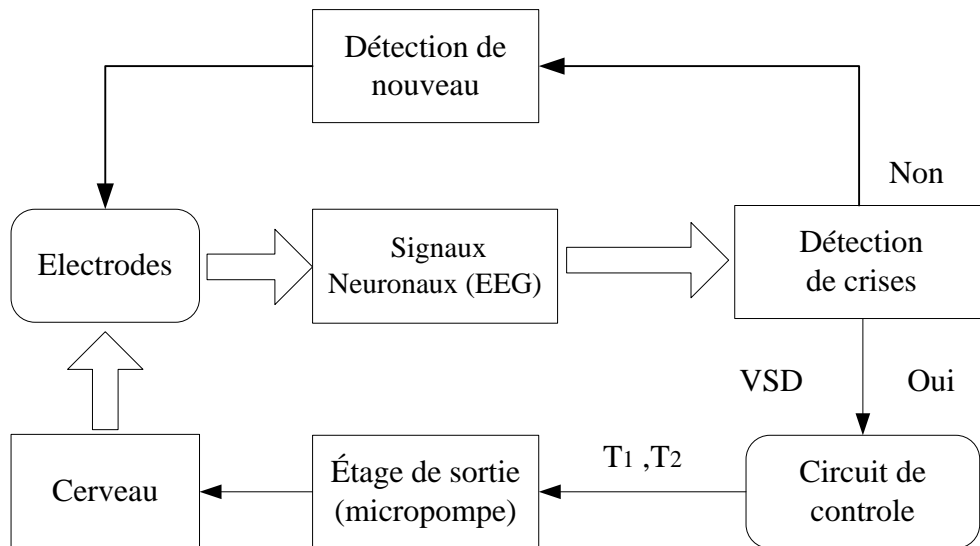 Détection de
nouveau
Non
Electrodes
Signaux
Neuronaux (EEG)
Détection
de crises
VSD
Oui
Cerveau
Étage de sortie
(micropompe)
T1 ,T2
Circuit de
controle